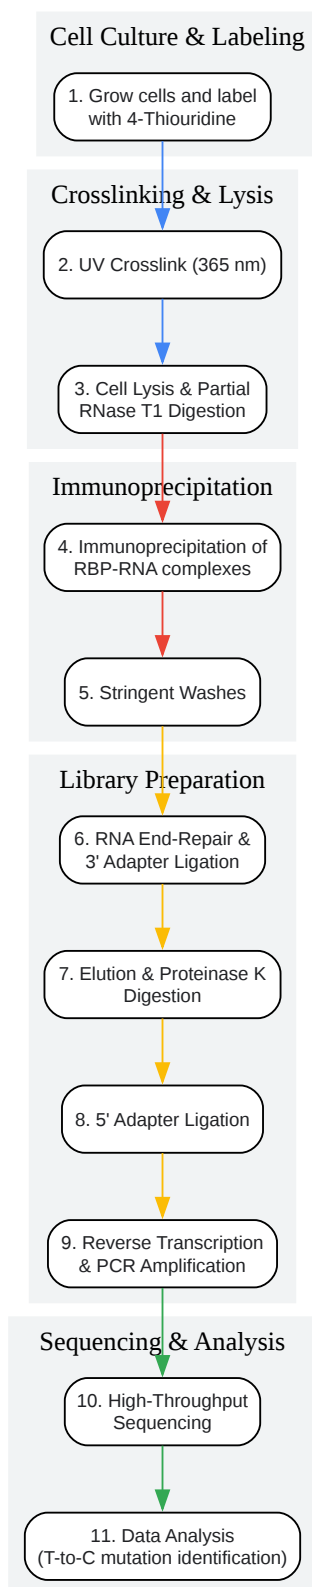 Cell Culture & Labeling
1. Grow cells and label
with 4-Thiouridine
Crosslinking & Lysis
2. UV Crosslink (365 nm)
3. Cell Lysis & Partial
RNase T1 Digestion
Immunoprecipitation
4. Immunoprecipitation of
RBP-RNA complexes
5. Stringent Washes
Library Preparation
6. RNA End-Repair &
3' Adapter Ligation
7. Elution & Proteinase K
Digestion
8. 5' Adapter Ligation
9. Reverse Transcription
& PCR Amplification
Sequencing & Analysis
10. High-Throughput
Sequencing
11. Data Analysis
(T-to-C mutation identification)